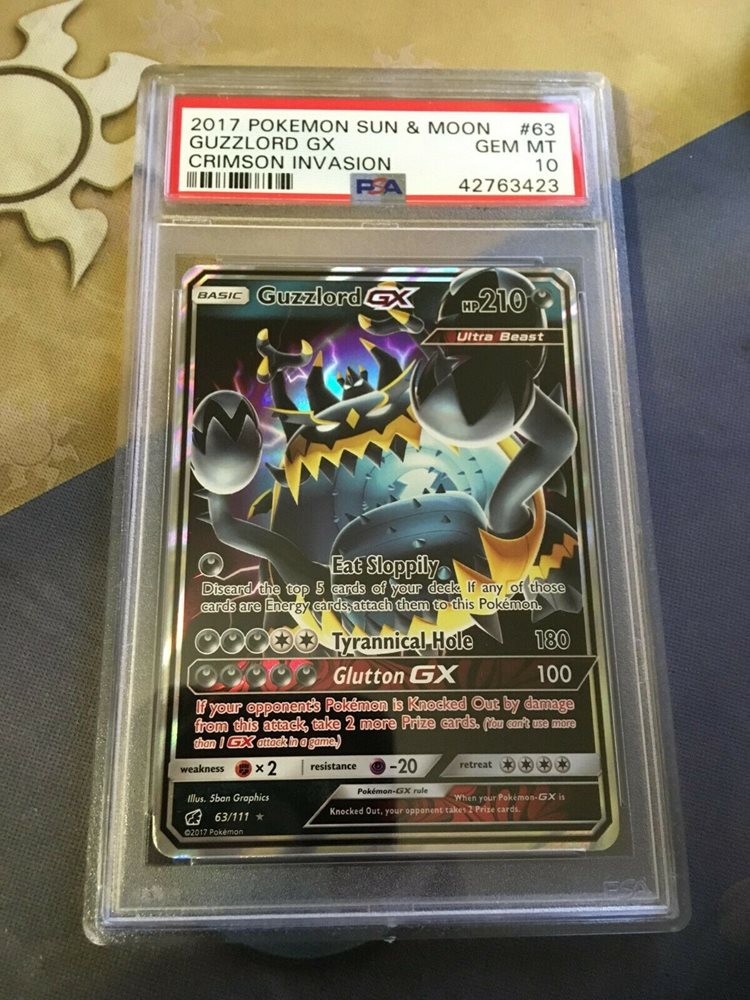 2017 POKEMON SUN & MOON #63
GUZZLORD GX GEM MT
CRIMSON INVASION 10
PSA 42763423
BASIC Guzzlord GX HP 210
Ultra Beast
Eat Sloppily
Discard the top 5 cards of your deck. If any of those
cards are Energy cards, attach them to this Pokémon.
Tyrannical Hole 180
Glutton GX 100
If your opponent's Pokémon is Knocked Out by damage
from this attack, take 2 more Prize cards. (You can't use more
than 1 GX attack in a game.)
weakness ×2 resistance -20 retreat
Illus. 5ban Graphics
Pokémon-GX rule
When your Pokémon-GX is
Knocked Out, your opponent takes 2 Prize cards.
63/111
©2017 Pokémon
PSA